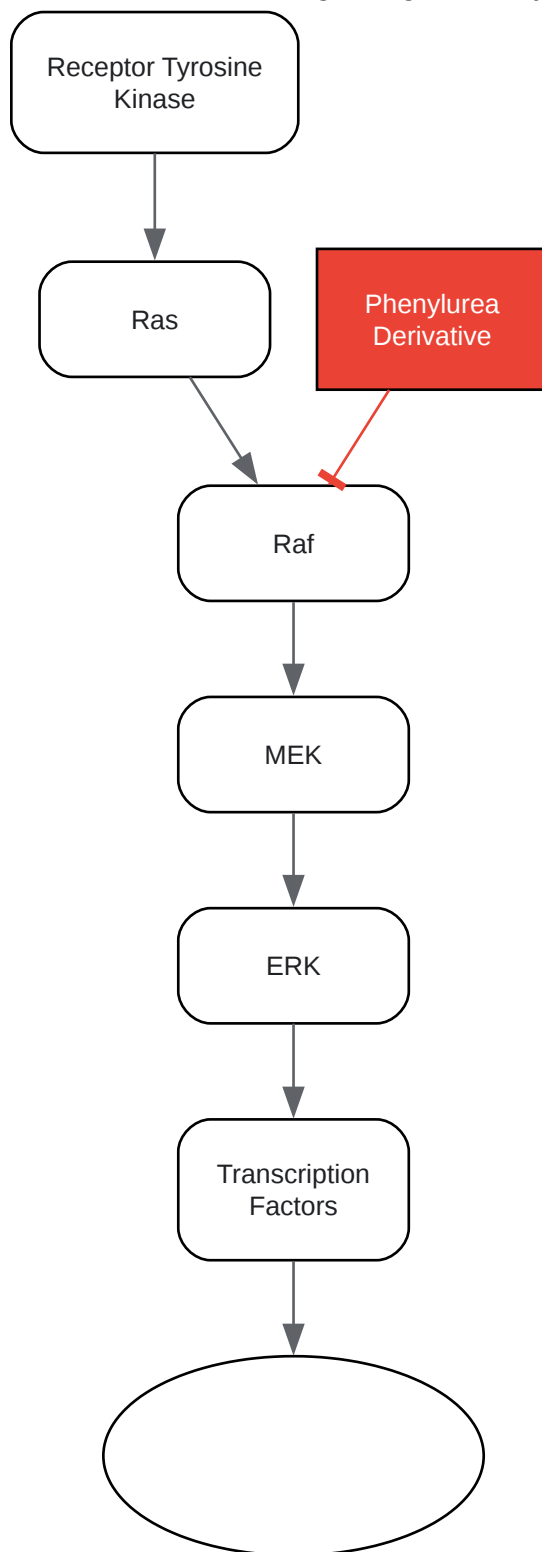 Receptor Tyrosine
Kinase
Ras
Phenylurea
Derivative
Raf
MEK
ERK
Transcription
Factors